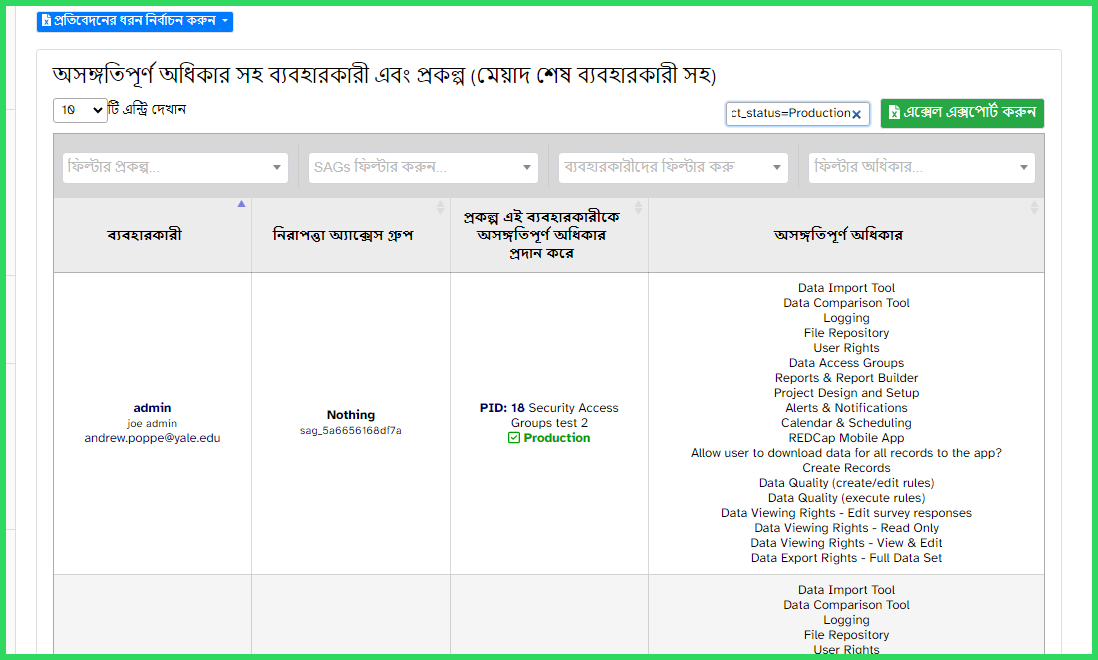 প্রতিবেদনের ধরন নির্বাচন করুন
অসঙ্গতিপূর্ণ অধিকার সহ ব্যবহারকারী এবং প্রকল্প (মেয়াদ শেষ ব্যবহারকারী সহ)
10 টি এন্ট্রি দেখান
ct_status=Production
এক্সেল এক্সপোর্ট করুন
ফিল্টার প্রকল্প...
SAGs ফিল্টার করুন...
ব্যবহারকারীদের ফিল্টার করু
ফিল্টার অধিকার...
ব্যবহারকারী
নিরাপত্তা অ্যাক্সেস গ্রুপ
প্রকল্প এই ব্যবহারকারীকে
অসঙ্গতিপূর্ণ অধিকার
প্রদান করে
অসঙ্গতিপূর্ণ অধিকার
admin
joe admin
andrew.poppe@yale.edu
Nothing
sag_5a6656168df7a
PID: 18 Security Access
Groups test 2
Production
Data Import Tool
Data Comparison Tool
Logging
File Repository
User Rights
Data Access Groups
Reports & Report Builder
Project Design and Setup
Alerts & Notifications
Calendar & Scheduling
REDCap Mobile App
Allow user to download data for all records to the app?
Create Records
Data Quality (create/edit rules)
Data Quality (execute rules)
Data Viewing Rights - Edit survey responses
Data Viewing Rights - Read Only
Data Viewing Rights - View & Edit
Data Export Rights - Full Data Set
Data Import Tool
Data Comparison Tool
Logging
File Repository
User Rights